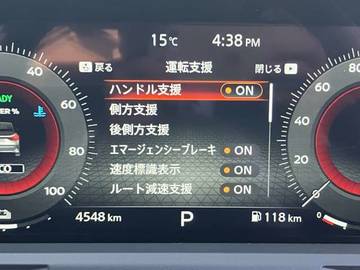 15℃ 4:38 PM
戻る 運転支援 閉じる
ハンドル支援 ON
側方支援
後側方支援
エマージェンシーブレーキ ON
速度標識表示 ON
ルート減速支援 ON
40
60
80
100
80
60
0
4548 km P 118 km